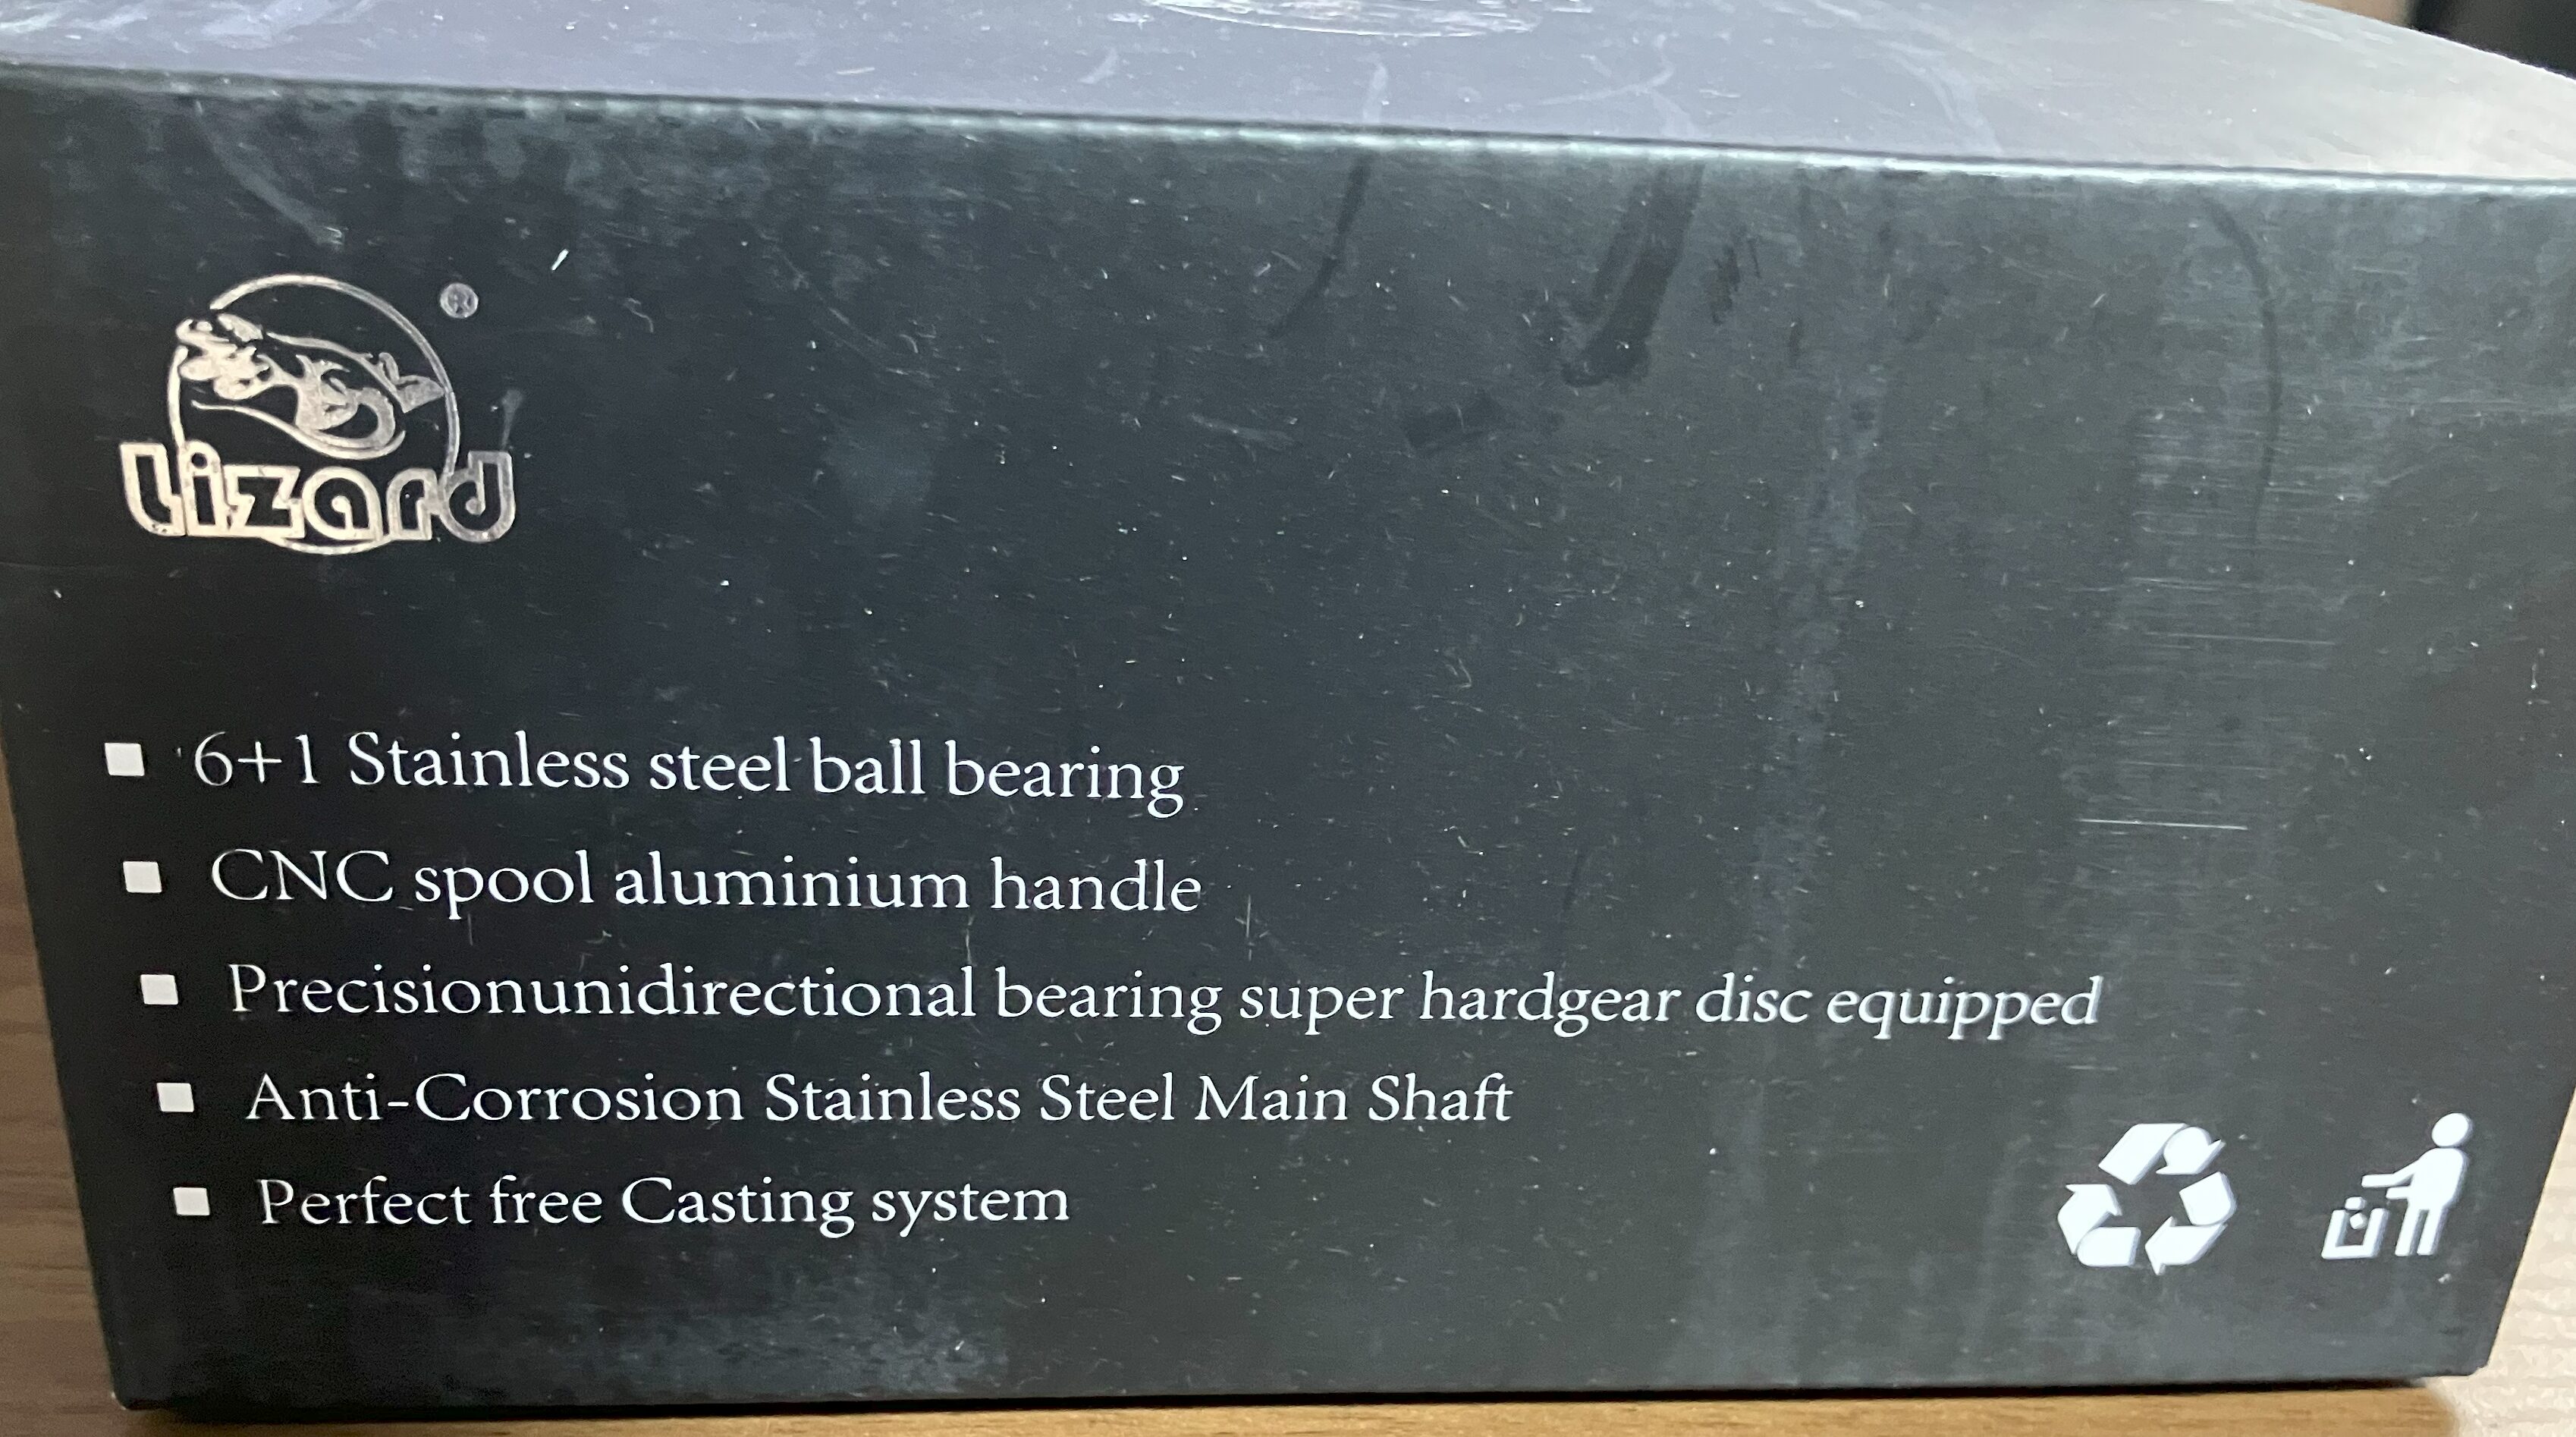 ®
Lizard
6+1 Stainless steel ball bearing
CNC spool aluminium handle
Precisionunidirectional bearing super hardgear disc equipped
Anti-Corrosion Stainless Steel Main Shaft
Perfect free Casting system